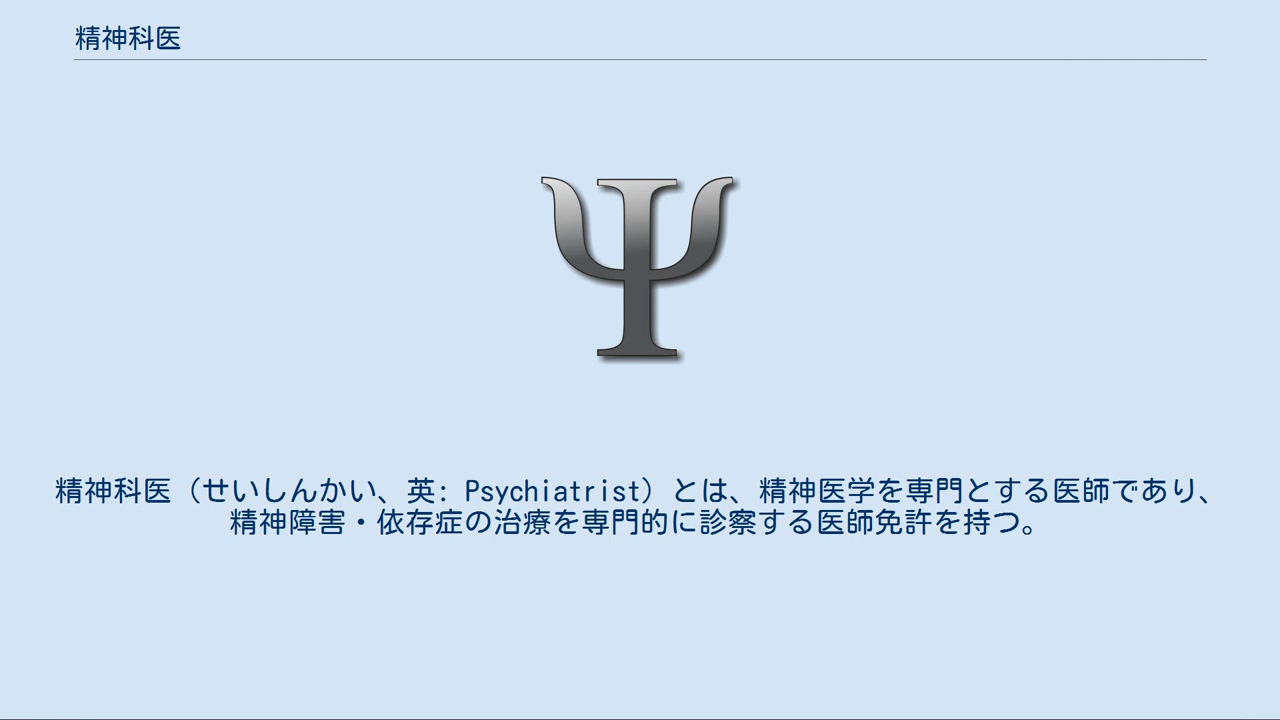 精神科医
Ψ
精神科医（せいしんかい、英: Psychiatrist）とは、精神医学を専門とする医師であり、
精神障害・依存症の治療を専門的に診察する医師免許を持つ。